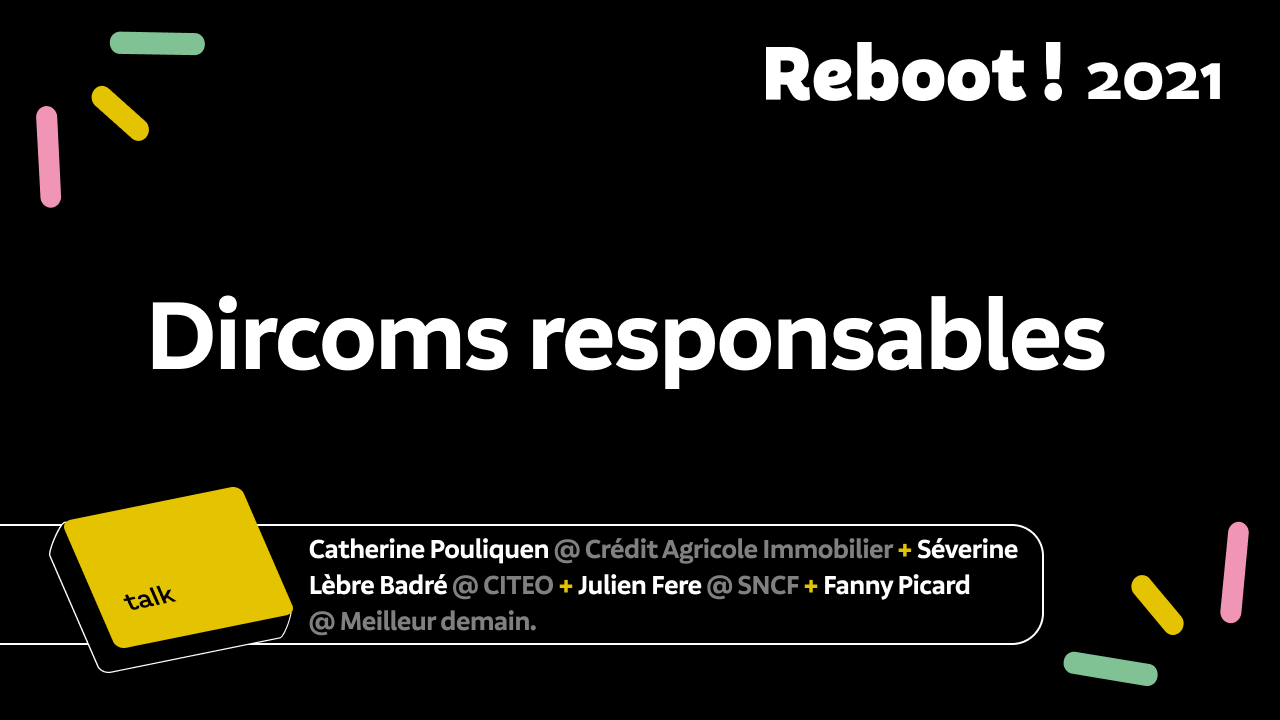 Reboot ! 2021
Dircoms responsables
talk
Catherine Pouliquen @ Crédit Agricole Immobilier + Séverine
Lèbre Badré @ CITEO + Julien Fere @ SNCF + Fanny Picard
@ Meilleur demain.